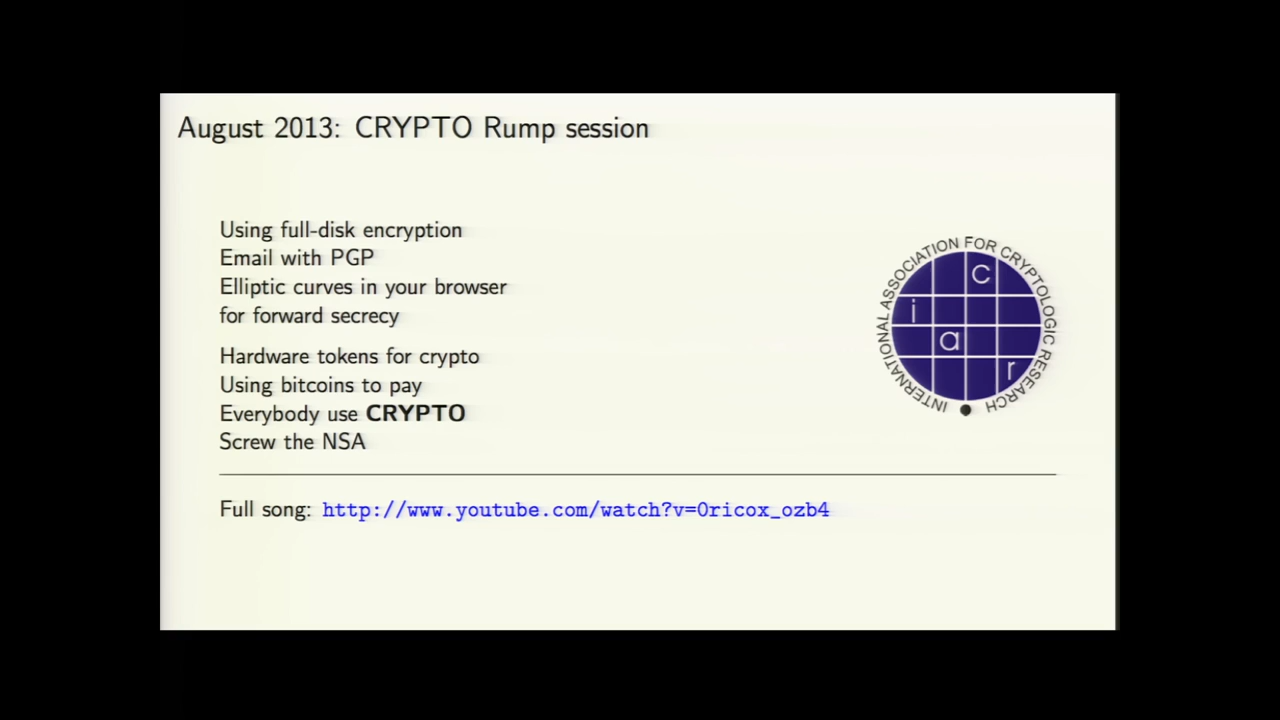 August 2013: CRYPTO Rump session
Using full-disk encryption
Email with PGP
Elliptic curves in your browser
for forward secrecy
Hardware tokens for crypto
Using bitcoins to pay
Everybody use CRYPTO
Screw the NSA
Full song: http://www.youtube.com/watch?v=0ricox_ozb4
INTERNATIONAL ASSOCIATION FOR CRYPTOLOGIC RESEARCH
c
i
a
r